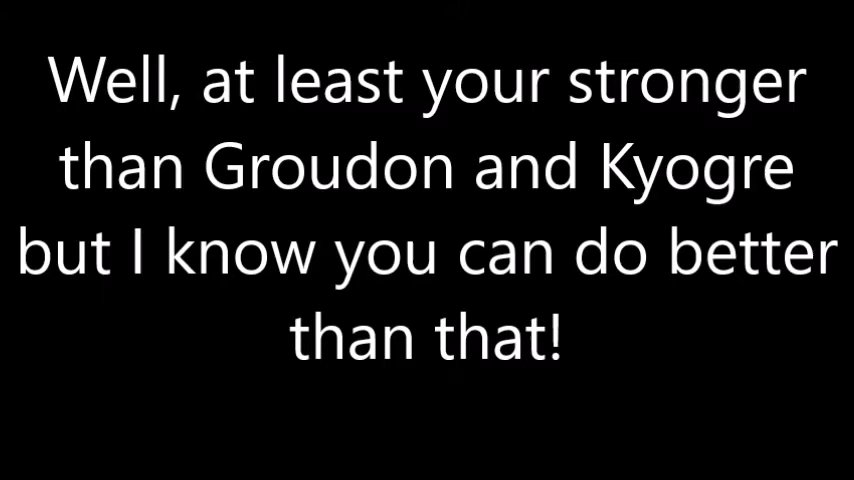 Well, at least your stronger
than Groudon and Kyogre
but I know you can do better
than that!